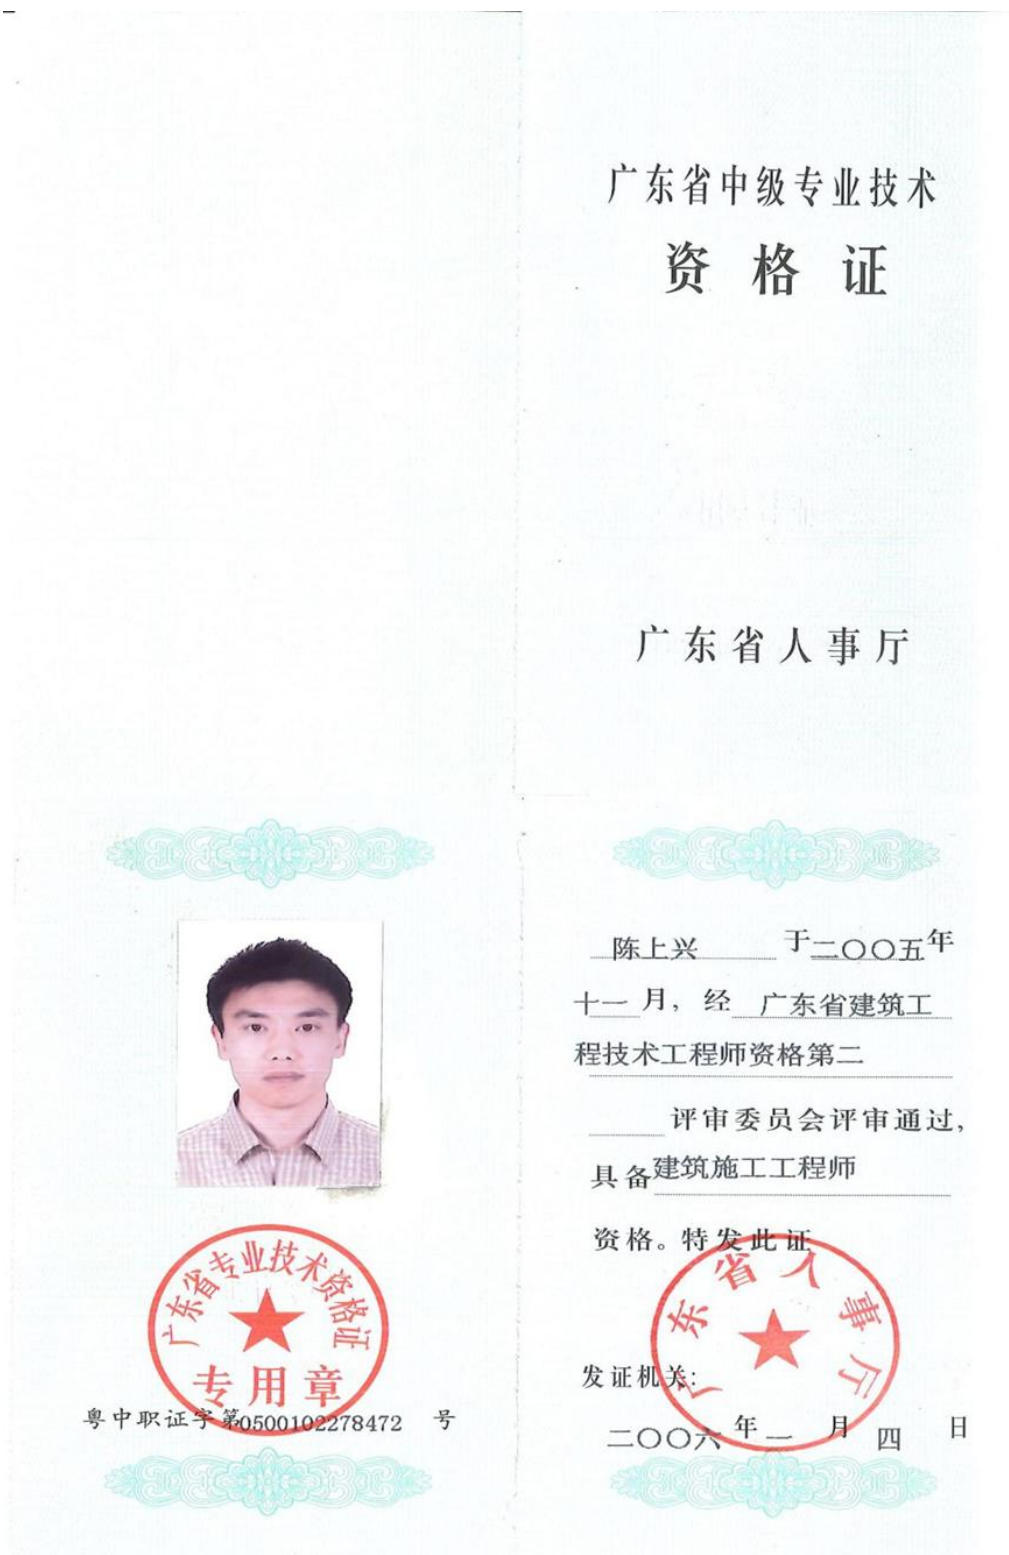 广东省中级专业技术
资格证
广东省人事厅
广东省专业技术资格证
专用章
粤中职证字第0500102278472 号
陈上兴 于二〇〇五年
十一月，经 广东省建筑工
程技术工程师资格第二
评审委员会评审通过，
具备建筑施工工程师
资格。特发此证
广东省人事厅
发证机关：
二〇〇六年一月四日